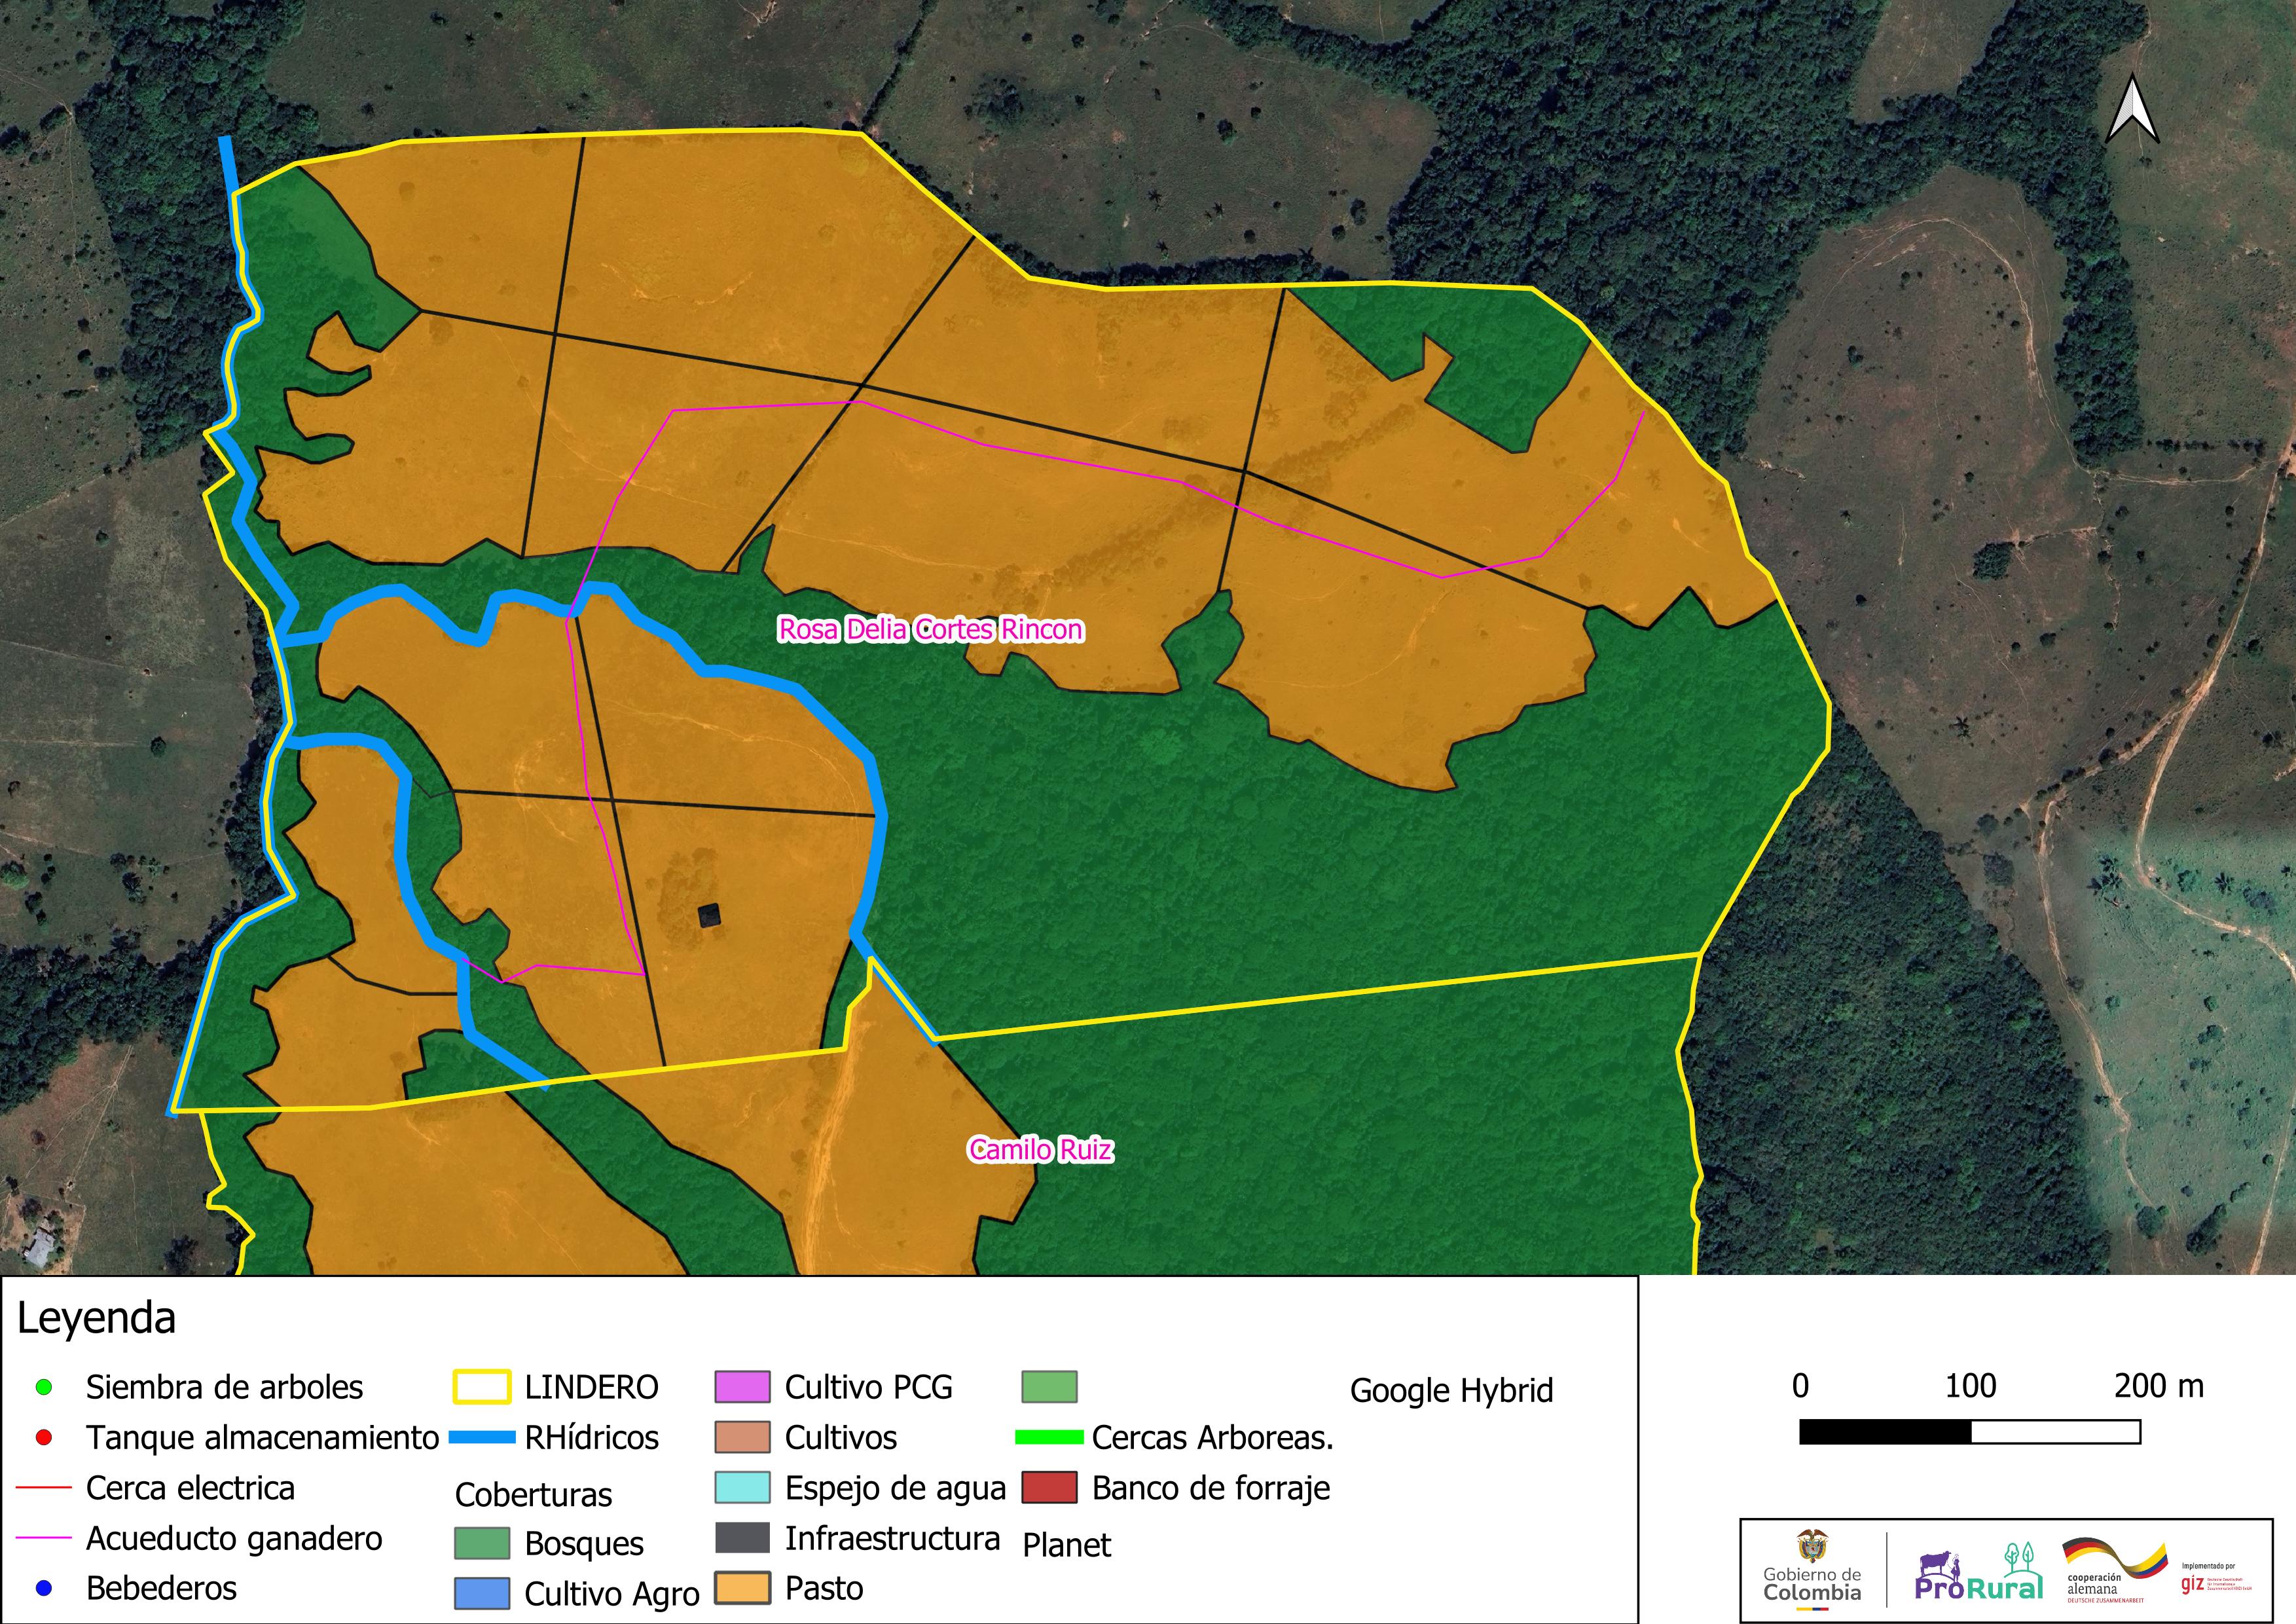 Rosa Delia Cortes Rincon
Camilo Ruiz
Leyenda
Siembra de arboles
Tanque almacenamiento
Cerca electrica
Acueducto ganadero
Bebederos
LINDERO
RHídricos
Coberturas
Bosques
Cultivo Agro
Cultivo PCG
Cultivos
Espejo de agua
Infraestructura
Pasto
Cercas Arboreas.
Banco de forraje
Planet
Google Hybrid
0 100 200 m
Gobierno de
Colombia
ProRural
cooperación
alemana
DEUTSCHE ZUSAMMENARBEIT
Implementado por
giz